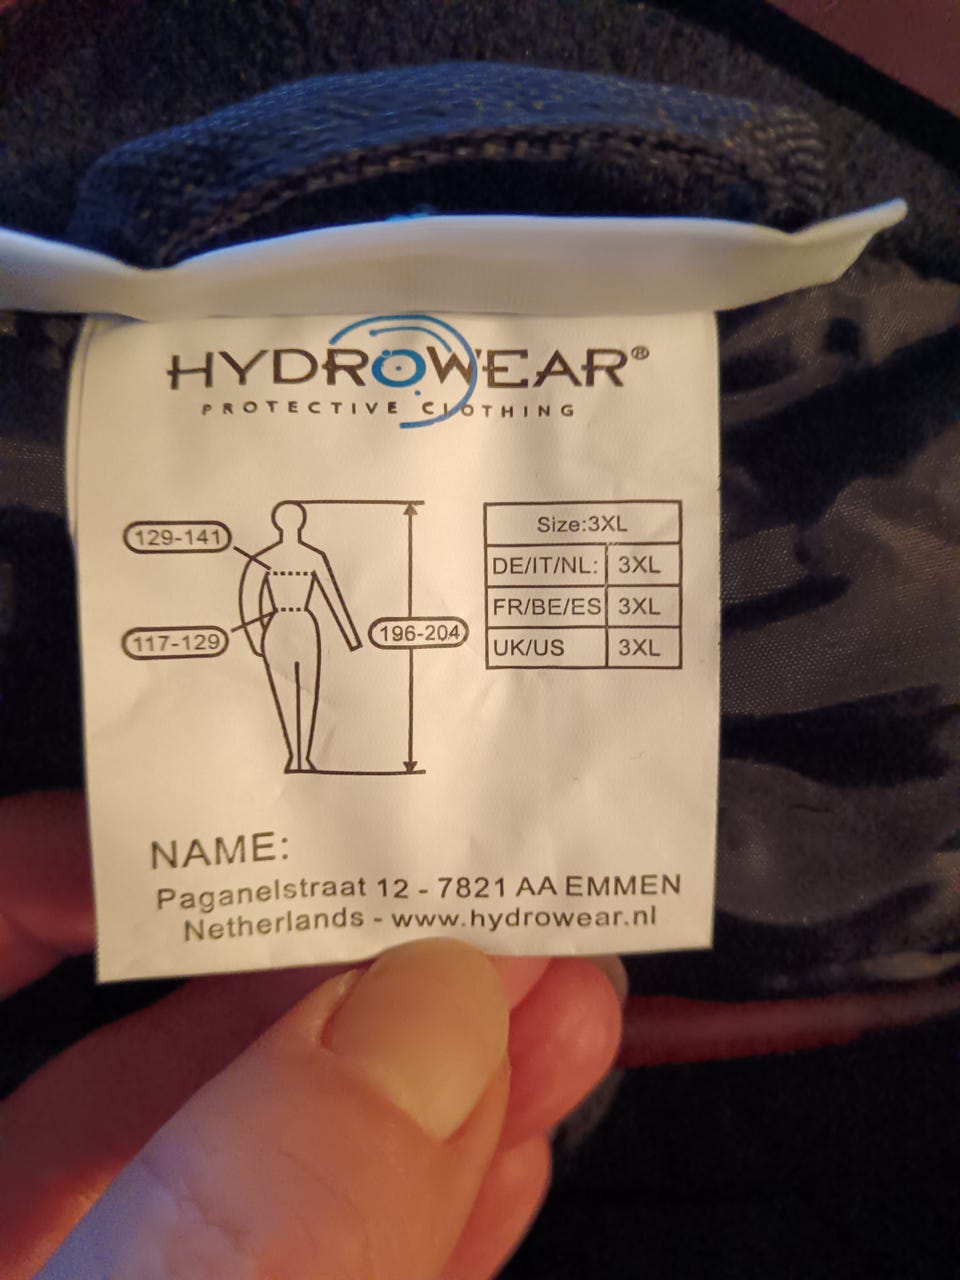 HYDROWEAR®
PROTECTIVE CLOTHING
129-141
117-129
196-204
Size:3XL
DE/IT/NL: 3XL
FR/BE/ES 3XL
UK/US 3XL
NAME:
Paganelstraat 12 - 7821 AA EMMEN
Netherlands - www.hydrowear.nl